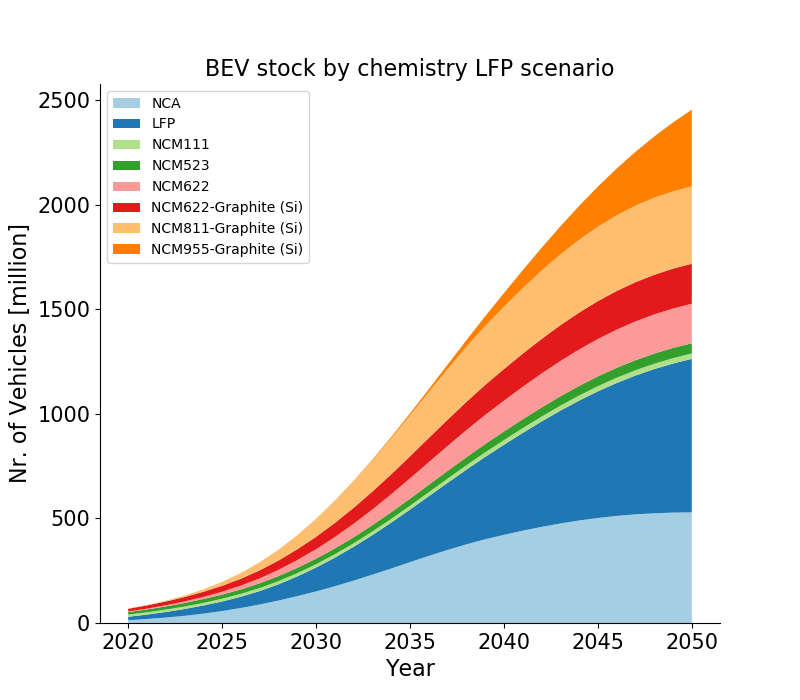 BEV stock by chemistry LFP scenario
2500
2000
1500
1000
500
0
Nr. of Vehicles [million]
NCA
LFP
NCM111
NCM523
NCM622
NCM622-Graphite (Si)
NCM811-Graphite (Si)
NCM955-Graphite (Si)
2020 2025 2030 2035 2040 2045 2050
Year